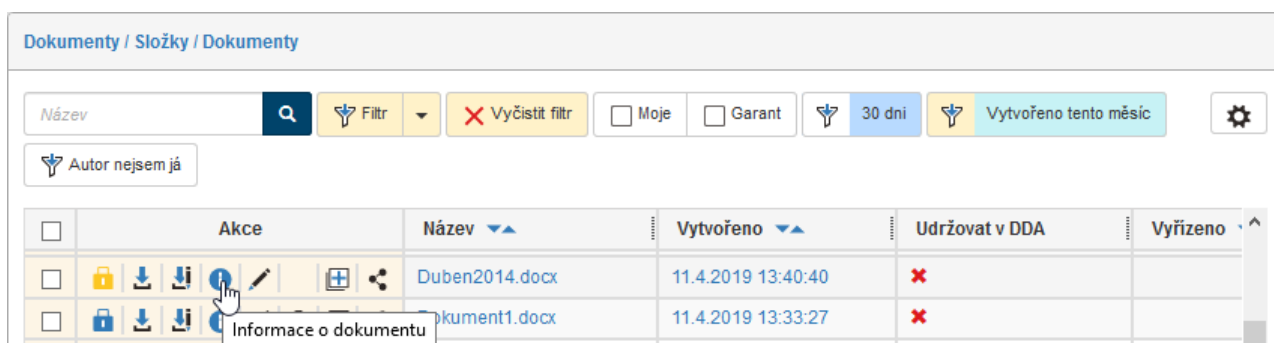 Dokumenty / Složky / Dokumenty
Název Filtr Vyčistit filtr Moje Garant 30 dni Vytvořeno tento měsíc
Autor nejsem já
Akce Název Vytvořeno Udržovat v DDA Vyřízeno
Duben2014.docx 11.4.2019 13:40:40
kument1.docx 11.4.2019 13:33:27
Informace o dokumentu